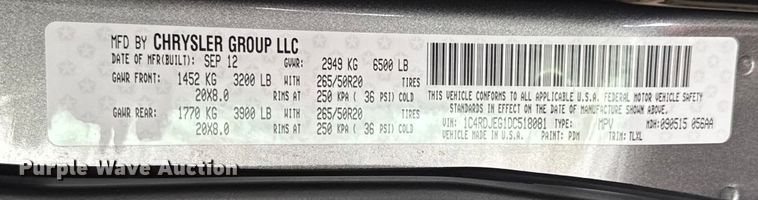 MFD BY CHRYSLER GROUP LLC
DATE OF MFR(BUILT): SEP 12 GVWR: 2949 KG 6500 LB
GAWR FRONT: 1452 KG 3200 LB WITH 265/50R20 TIRES
20X8.0 RIMS AT 250 KPA ( 36 PSI) COLD
GAWR REAR: 1770 KG 3900 LB WITH 265/50R20 TIRES
20X8.0 RIMS AT 250 KPA ( 36 PSI) COLD
THIS VEHICLE CONFORMS TO ALL APPLICABLE U.S.A. FEDERAL MOTOR VEHICLE SAFETY
STANDARDS IN EFFECT ON THE DATE OF MANUFACTURE SHOWN ABOVE.
VIN: 1C4RDJEG1DC518081 TYPE: MPV MDH: 090515 056AA
VEHICLE MADE IN U.S.A. PAINT: PDM TRIM: TLXL
Purple Wave Auction